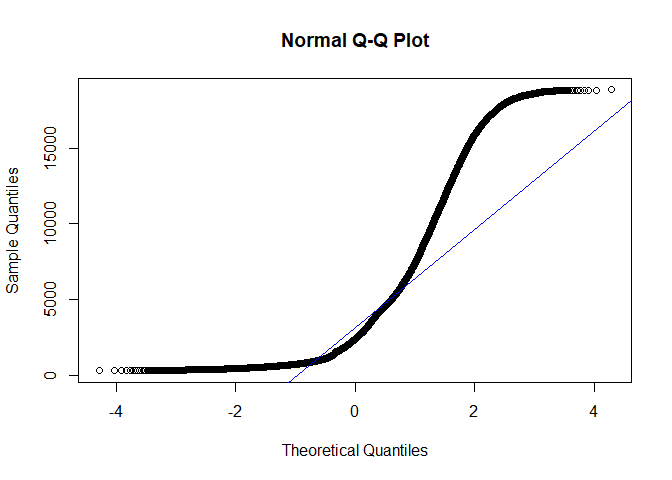 Normal Q-Q Plot
Sample Quantiles
15000
10000
5000
0
-4 -2 0 2 4
Theoretical Quantiles